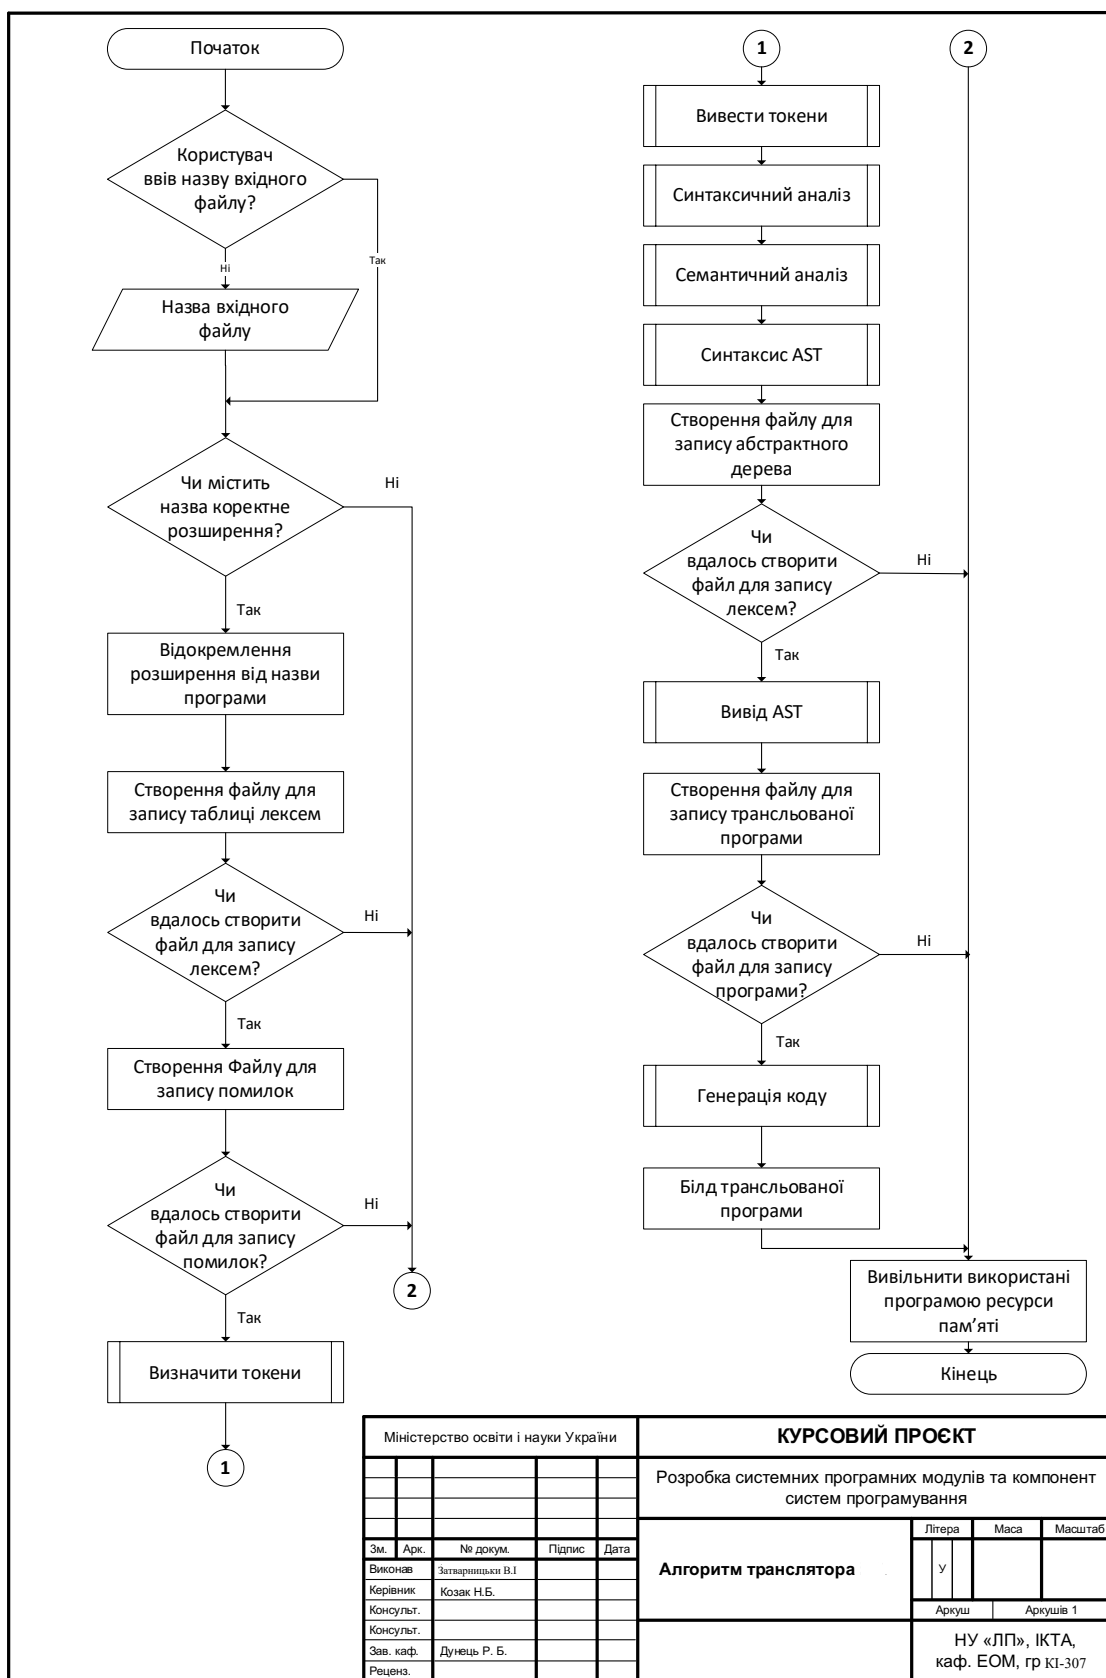 Початок
Користувач
ввів назву вхідного
файлу?
Ні
Так
Назва вхідного
файлу
Чи містить
назва коректне
розширення?
Ні
Так
Відокремлення
розширення від назви
програми
Створення файлу для
запису таблиці лексем
Чи
вдалось створити
файл для запису
лексем?
Ні
Так
Створення Файлу для
запису помилок
Чи
вдалось створити
файл для запису
помилок?
Ні
2
Так
Визначити токени
1
1
2
Вивести токени
Синтаксичний аналіз
Семантичний аналіз
Синтаксис AST
Створення файлу для
запису абстрактного
дерева
Чи
вдалось створити
файл для запису
лексем?
Ні
Так
Вивід AST
Створення файлу для
запису трансльованої
програми
Чи
вдалось створити
файл для запису
програми?
Ні
Так
Генерація коду
Білд трансльованої
програми
Вивільнити використані
програмою ресурси
пам’яті
Кінець
Міністерство освіти і науки України
КУРСОВИЙ ПРОЄКТ
Розробка системних програмних модулів та компонент
систем програмування
Зм. Арк. № докум. Підпис Дата
Виконав Затварницьки В.І
Керівник Козак Н.Б.
Консульт.
Консульт.
Зав. каф. Дунець Р. Б.
Реценз.
Алгоритм транслятора
Літера Маса Масштаб
У
Аркуш Аркушів 1
НУ «ЛП», ІКТА,
каф. ЕОМ, гр КІ-307